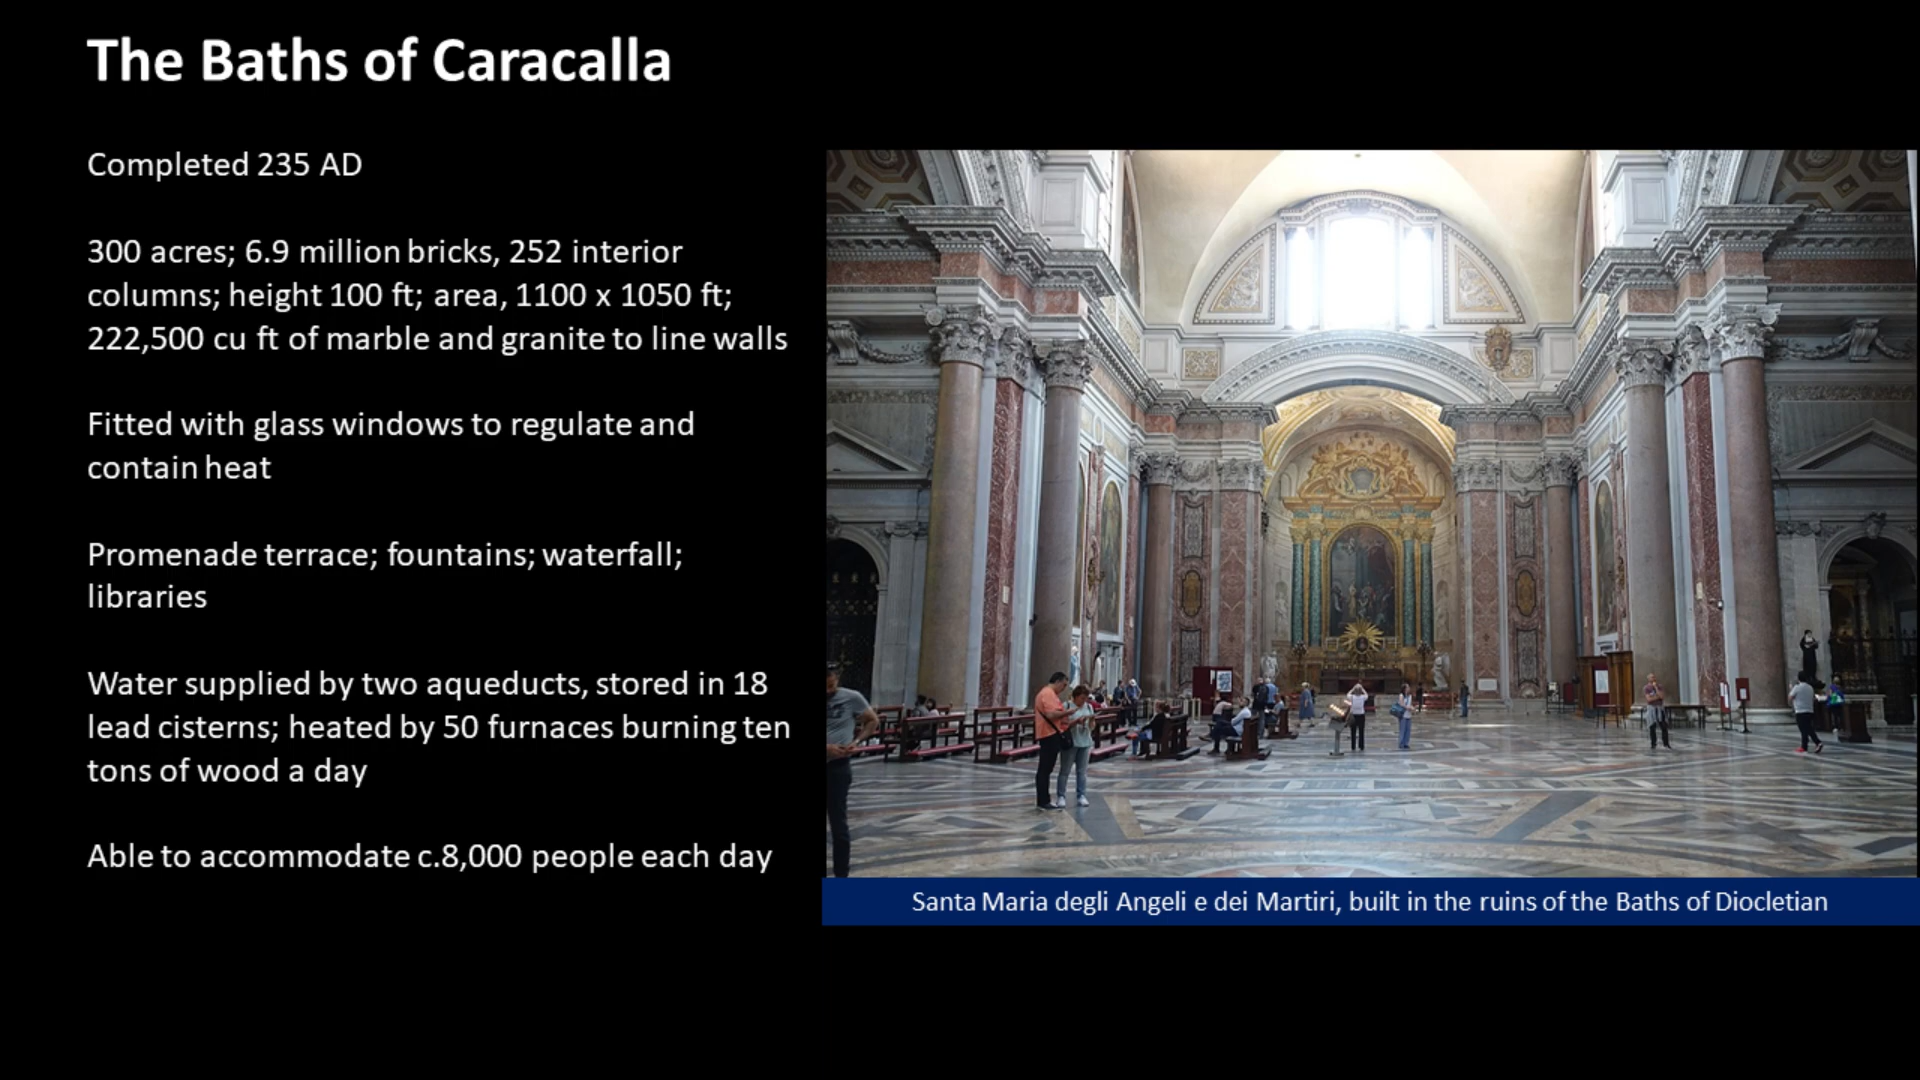 The Baths of Caracalla
Completed 235 AD
300 acres; 6.9 million bricks, 252 interior
columns; height 100 ft; area, 1100 x 1050 ft;
222,500 cu ft of marble and granite to line walls
Fitted with glass windows to regulate and
contain heat
Promenade terrace; fountains; waterfall;
libraries
Water supplied by two aqueducts, stored in 18
lead cisterns; heated by 50 furnaces burning ten
tons of wood a day
Able to accommodate c.8,000 people each day
Santa Maria degli Angeli e dei Martiri, built in the ruins of the Baths of Diocletian